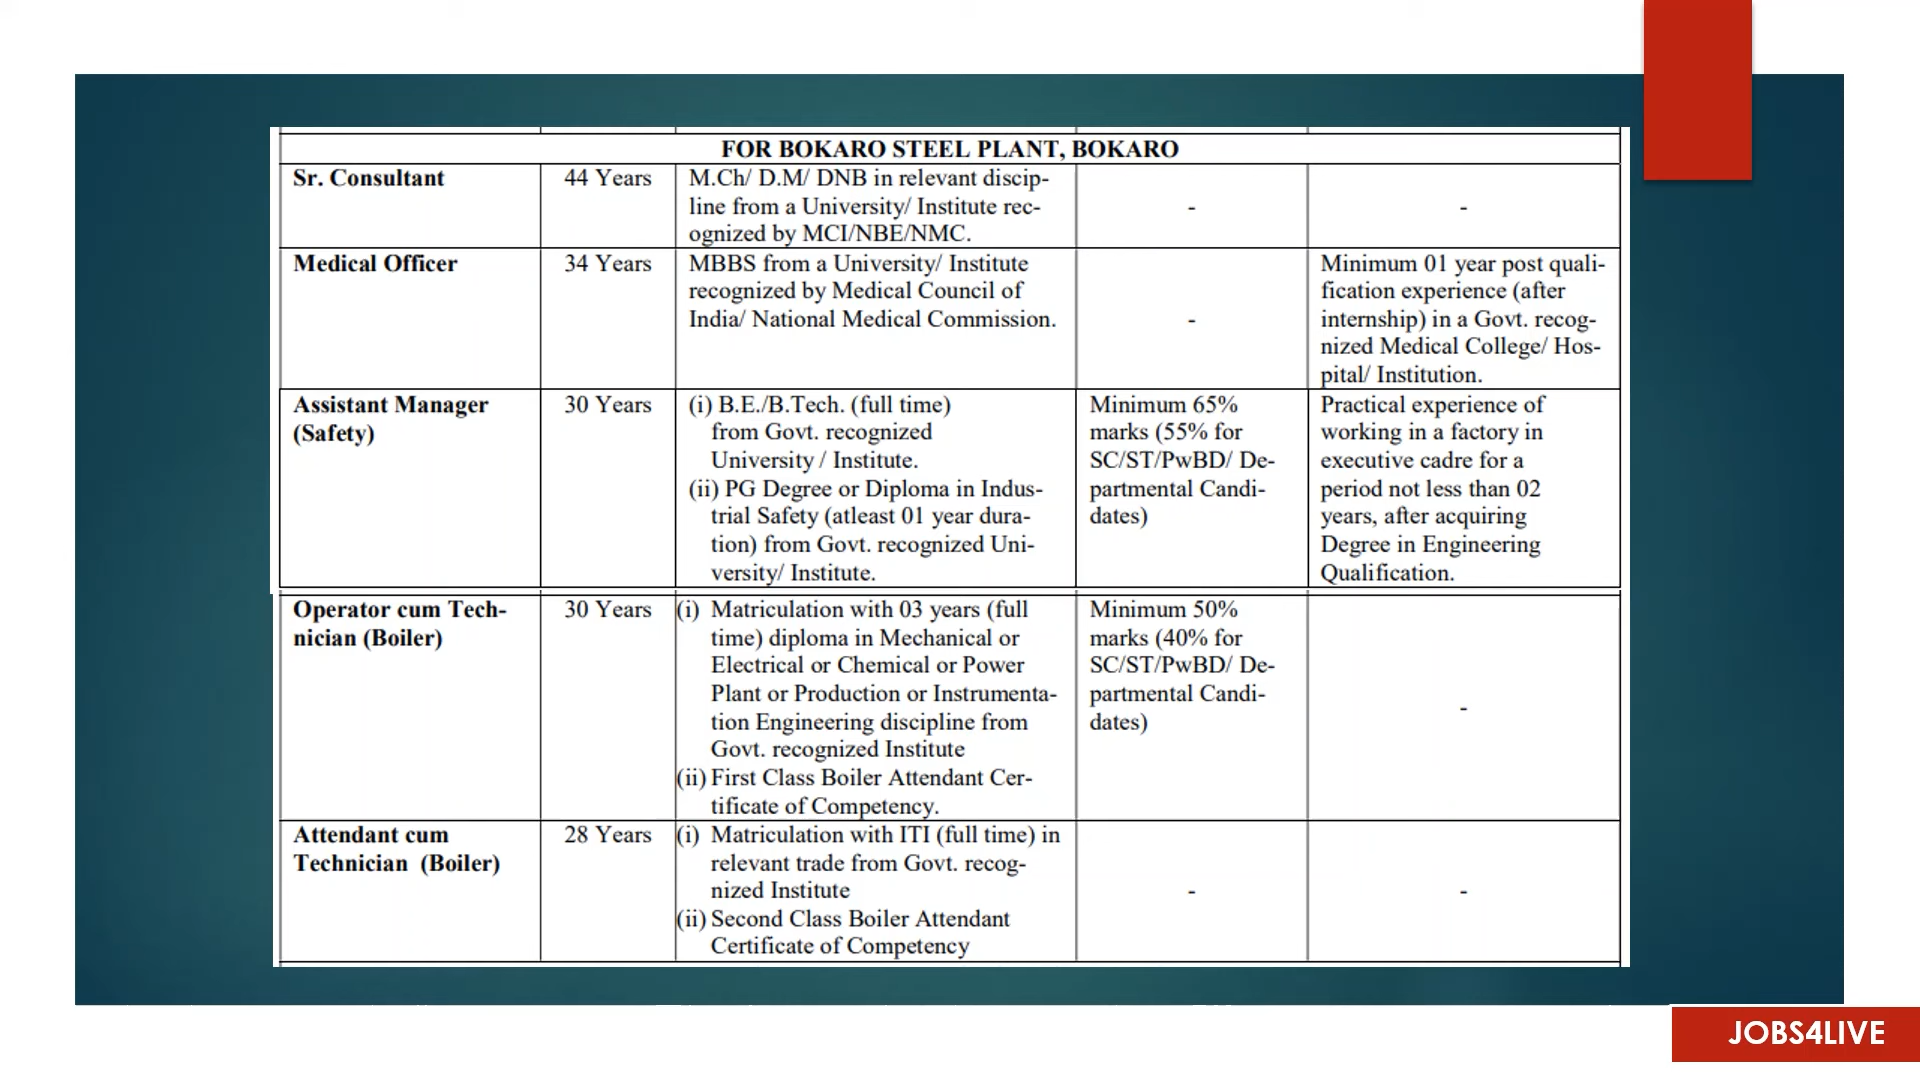 FOR BOKARO STEEL PLANT, BOKARO
Sr. Consultant
44 Years
M.Ch/ D.M/ DNB in relevant discip-
line from a University/ Institute rec-
ognized by MCI/NBE/NMC.
-
-
Medical Officer
34 Years
MBBS from a University/ Institute
recognized by Medical Council of
India/ National Medical Commission.
-
Minimum 01 year post quali-
fication experience (after
internship) in a Govt. recog-
nized Medical College/ Hos-
pital/ Institution.
Assistant Manager
(Safety)
30 Years
(i) B.E./B.Tech. (full time)
from Govt. recognized
University / Institute.
(ii) PG Degree or Diploma in Indus-
trial Safety (atleast 01 year dura-
tion) from Govt. recognized Uni-
versity/ Institute.
Minimum 65%
marks (55% for
SC/ST/PwBD/ De-
partmental Candi-
dates)
Practical experience of
working in a factory in
executive cadre for a
period not less than 02
years, after acquiring
Degree in Engineering
Qualification.
Operator cum Tech-
nician (Boiler)
30 Years
(i) Matriculation with 03 years (full
time) diploma in Mechanical or
Electrical or Chemical or Power
Plant or Production or Instrumenta-
tion Engineering discipline from
Govt. recognized Institute
(ii) First Class Boiler Attendant Cer-
tificate of Competency.
Minimum 50%
marks (40% for
SC/ST/PwBD/ De-
partmental Candi-
dates)
-
Attendant cum
Technician (Boiler)
28 Years
(i) Matriculation with ITI (full time) in
relevant trade from Govt. recog-
nized Institute
(ii) Second Class Boiler Attendant
Certificate of Competency
-
-
JOBS4LIVE